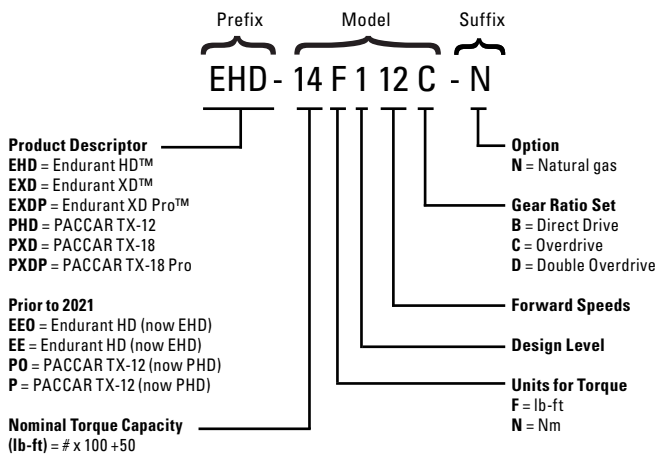 Prefix Model Suffix
EHD - 14 F 1 12 C - N
Product Descriptor
EHD = Endurant HD™
EXD = Endurant XD™
EXDP = Endurant XD Pro™
PHD = PACCAR TX-12
PXD = PACCAR TX-18
PXDP = PACCAR TX-18 Pro
Prior to 2021
EEO = Endurant HD (now EHD)
EE = Endurant HD (now EHD)
PO = PACCAR TX-12 (now PHD)
P = PACCAR TX-12 (now PHD)
Nominal Torque Capacity
(lb-ft) = # x 100 +50
Option
N = Natural gas
Gear Ratio Set
B = Direct Drive
C = Overdrive
D = Double Overdrive
Forward Speeds
Design Level
Units for Torque
F = lb-ft
N = Nm